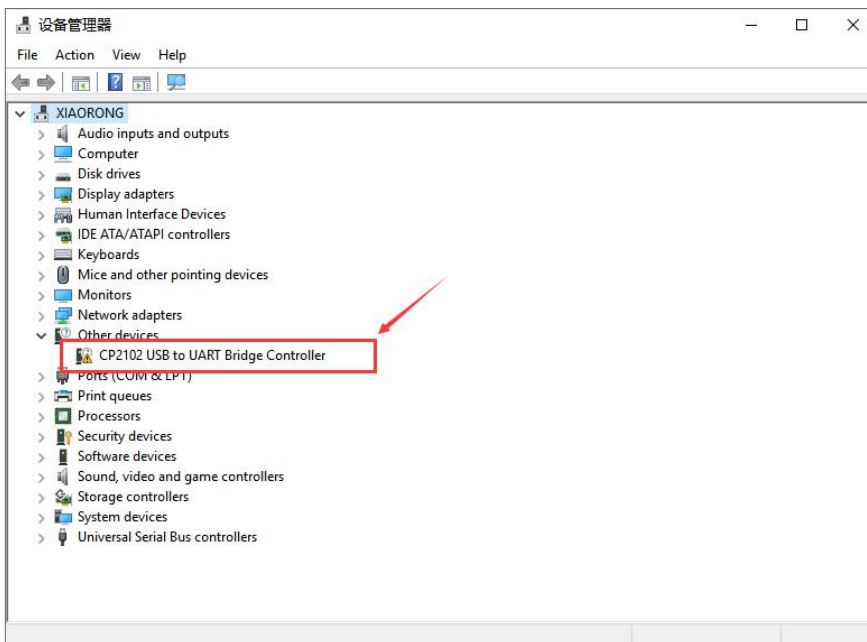 设备管理器
File Action View Help
XIAORONG
Audio inputs and outputs
Computer
Disk drives
Display adapters
Human Interface Devices
IDE ATA/ATAPI controllers
Keyboards
Mice and other pointing devices
Monitors
Network adapters
Other devices
CP2102 USB to UART Bridge Controller
Ports (COM & LPT)
Print queues
Processors
Security devices
Software devices
Sound, video and game controllers
Storage controllers
System devices
Universal Serial Bus controllers